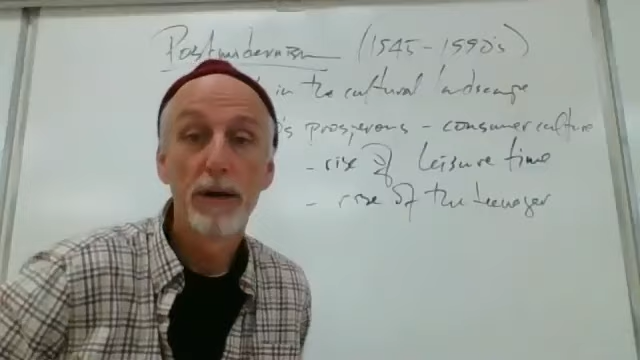 Postmodernism (1945-1990's)
in the cultural landscape
's prosperous - consumer culture
- rise of leisure time
- rise of the teenager